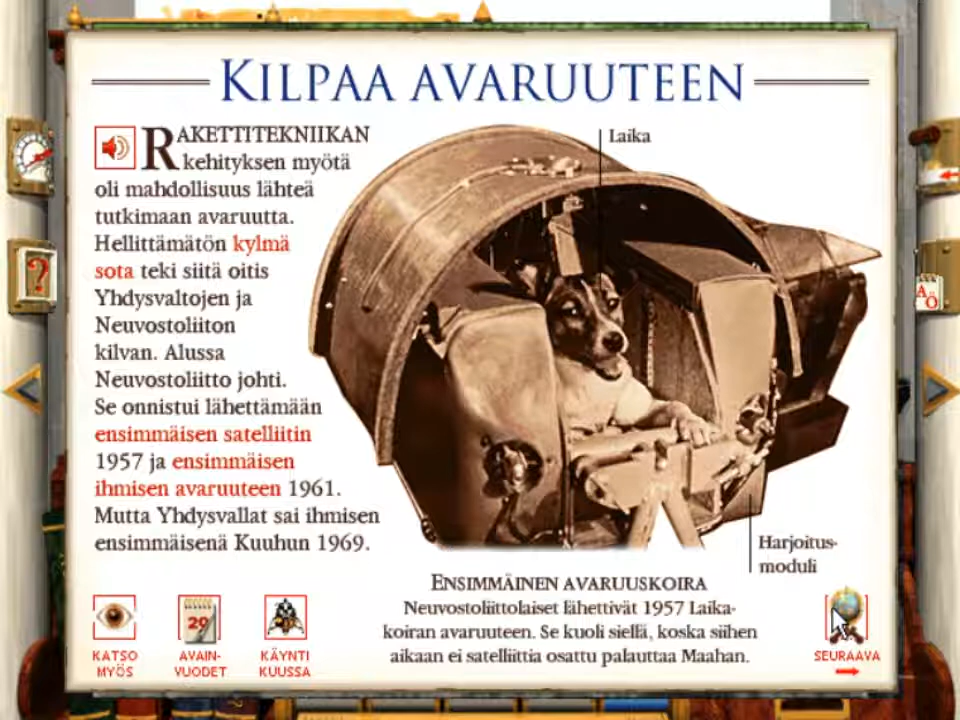 KILPAA AVARUUTEEN
RAKETTITEKNIIKAN
kehityksen myötä
oli mahdollisuus lähteä
tutkimaan avaruutta.
Hellittämätön kylmä
sota teki siitä oitis
Yhdysvaltojen ja
Neuvostoliiton
kilvan. Alussa
Neuvostoliitto johti.
Se onnistui lähettämään
ensimmäisen satelliitin
1957 ja ensimmäisen
ihmisen avaruuteen 1961.
Mutta Yhdysvallat sai ihmisen
ensimmäisenä Kuuhun 1969.
Laika
Harjoitus-
moduli
ENSIMMÄINEN AVARUUSKOIRA
Neuvostoliittolaiset lähettivät 1957 Laika-
koiran avaruuteen. Se kuoli siellä, koska siihen
aikaan ei satelliittia osattu palauttaa Maahan.
?
A
Ö
29
KATSO
MYÖS
AVAIN-
VUODET
KÄYNTI
KUUSSA
SEURAAVA